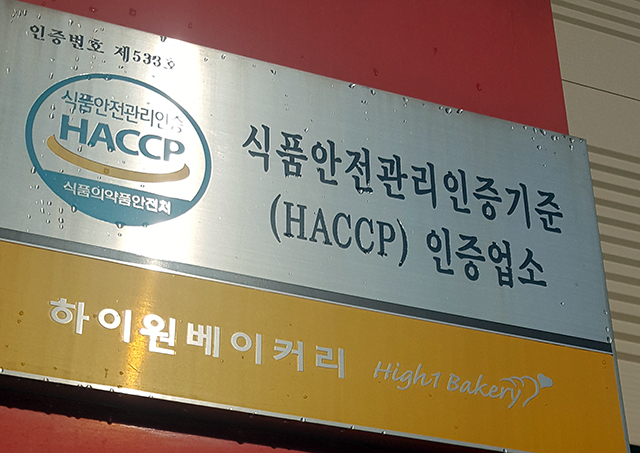 인증번호 제533호
식품안전관리인증
HACCP
식품의약품안전처
식품안전관리인증기준
(HACCP) 인증업소
하이원베이커리 High1 Bakery